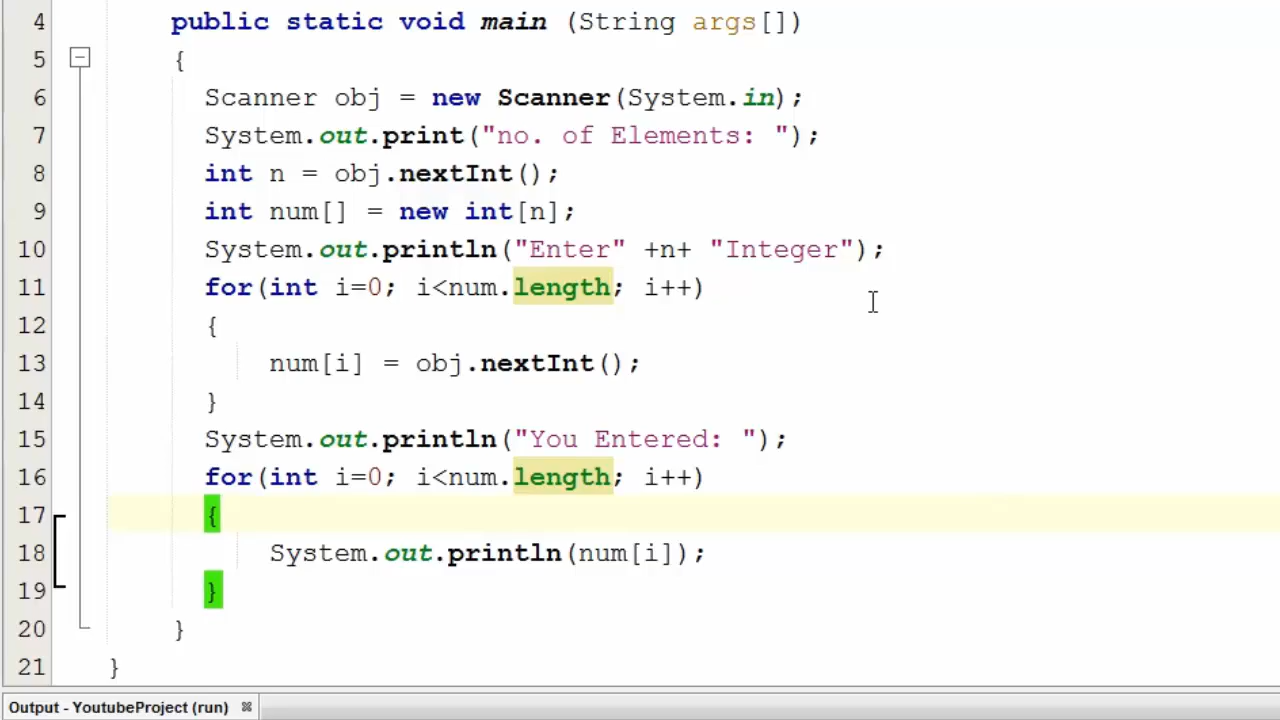 4 public static void main (String args[])
5 {
6 Scanner obj = new Scanner(System.in);
7 System.out.print("no. of Elements: ");
8 int n = obj.nextInt();
9 int num[] = new int[n];
10 System.out.println("Enter" +n+ "Integer");
11 for(int i=0; i<num.length; i++)
12 {
13 num[i] = obj.nextInt();
14 }
15 System.out.println("You Entered: ");
16 for(int i=0; i<num.length; i++)
17 {
18 System.out.println(num[i]);
19 }
20 }
21 }
Output - YoutubeProject (run)